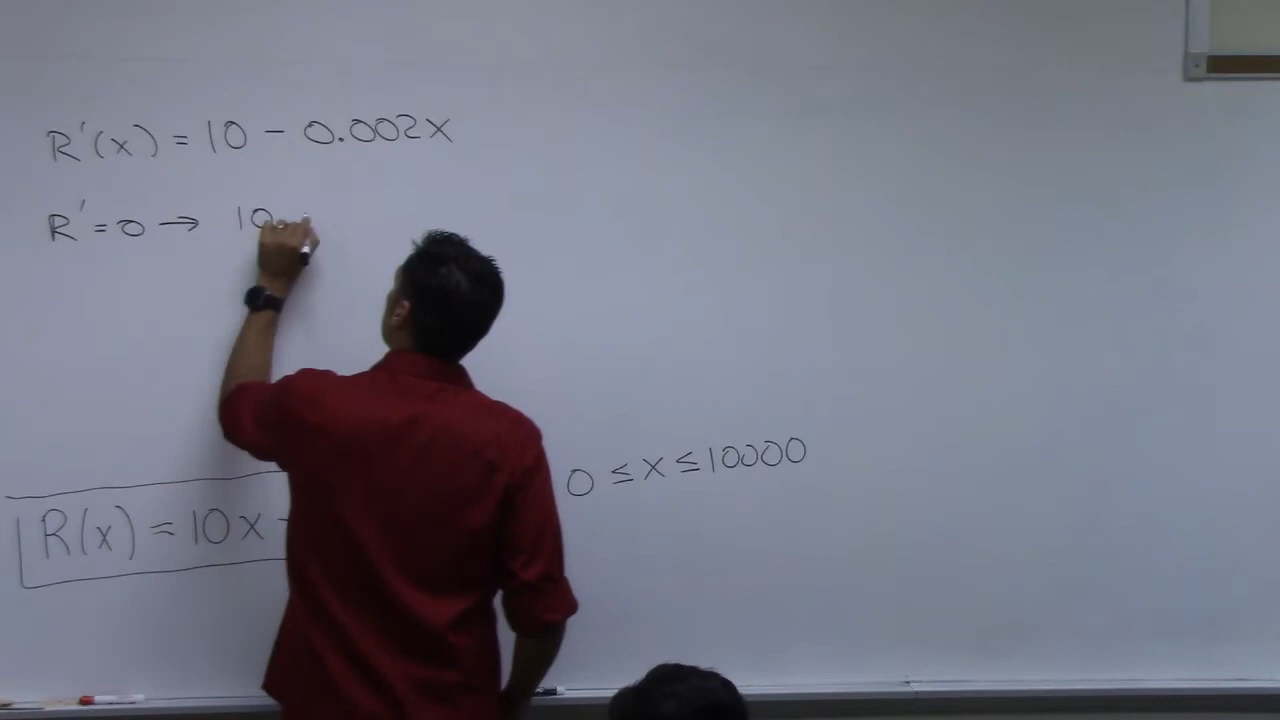 R'(x) = 10 - 0.002x
R' = 0 → 10
0 ≤ x ≤ 10000
R(x) = 10x -